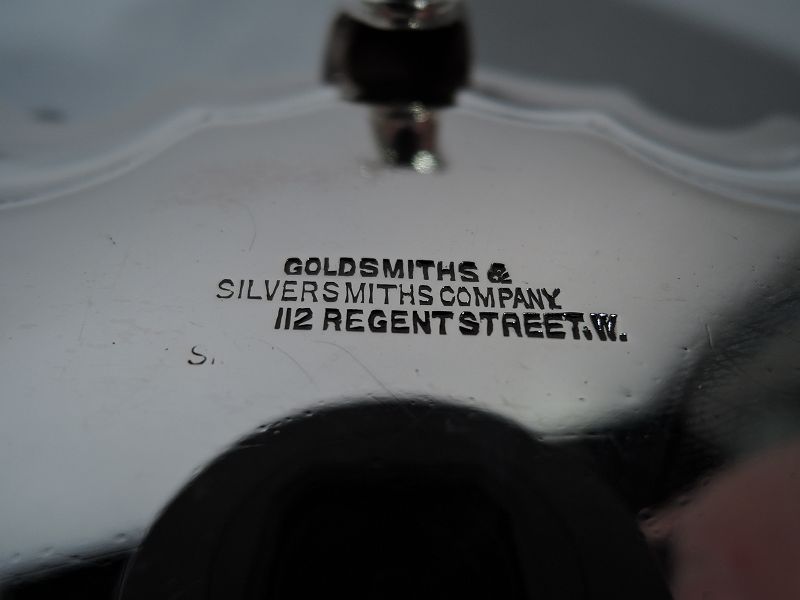 GOLDSMITHS &
SILVERSMITHS COMPANY.
112 REGENT STREET.W.
S.